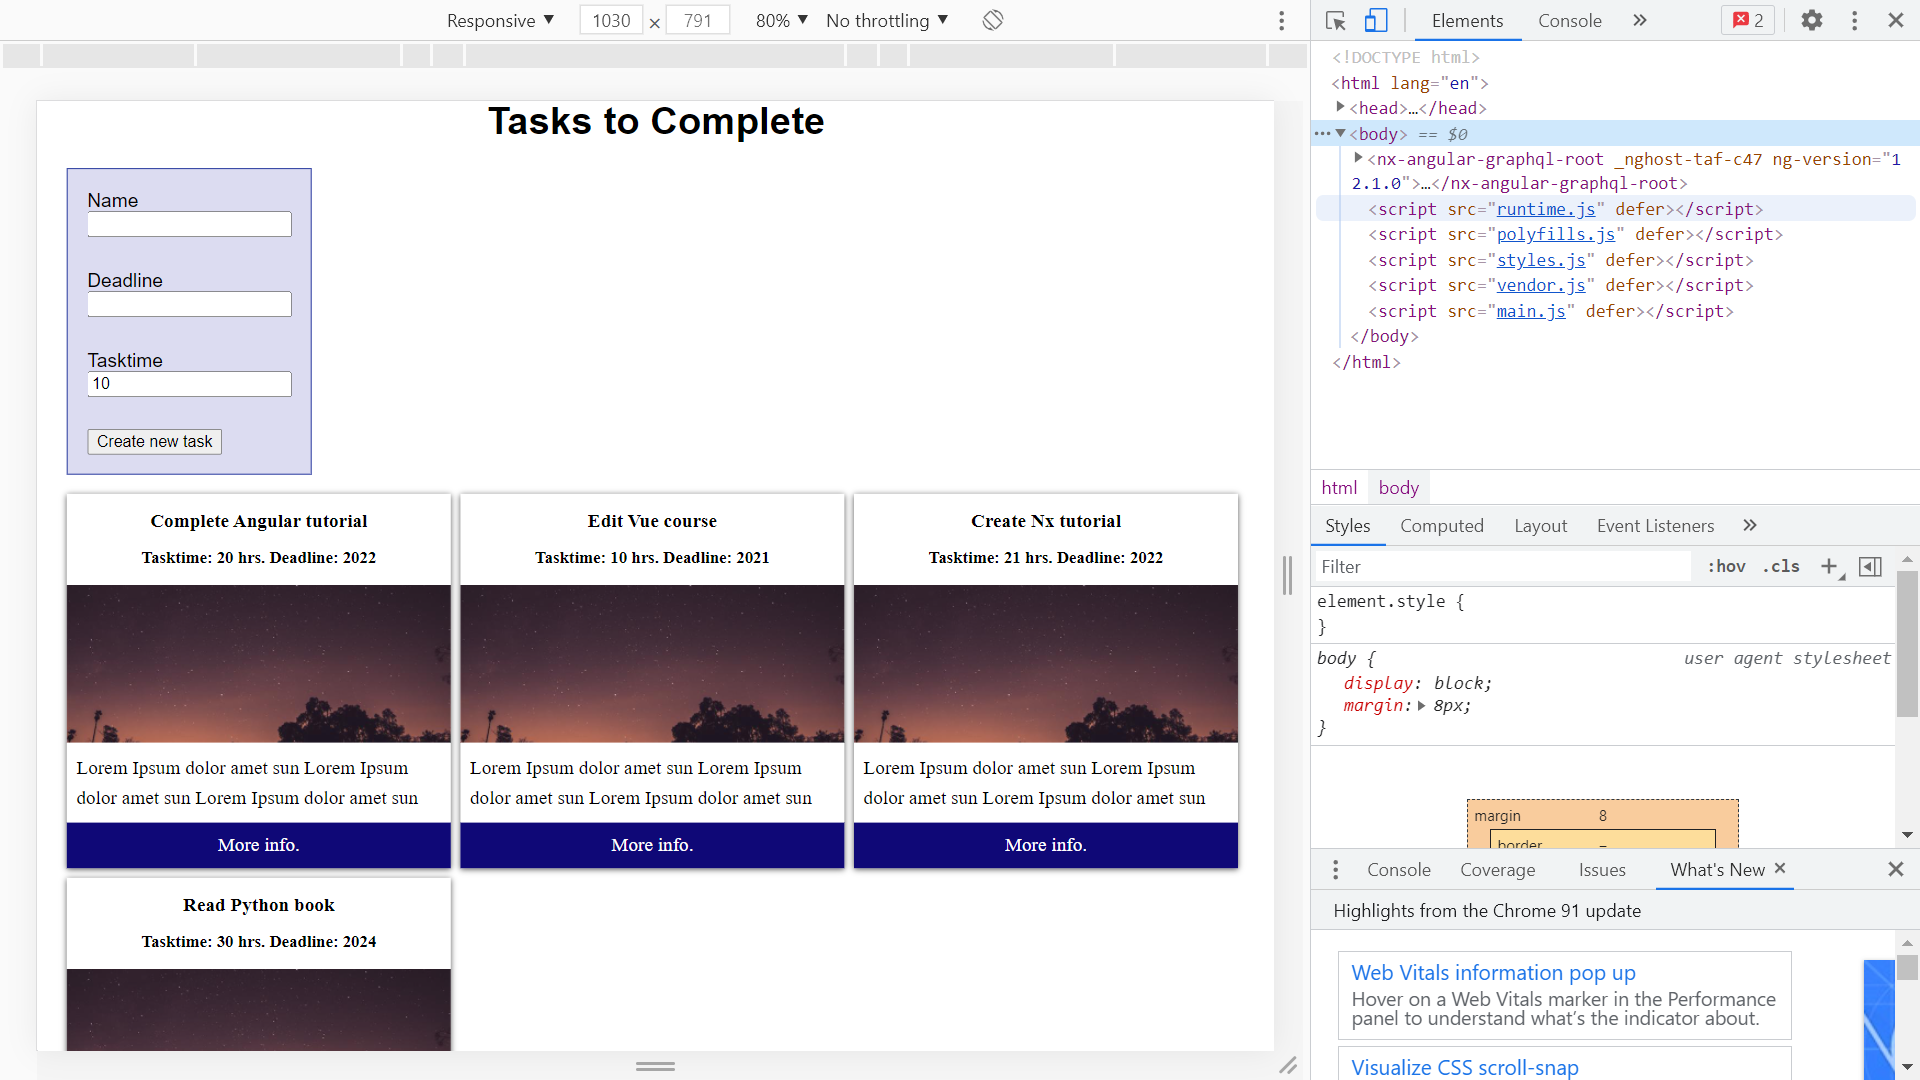 Responsive ▼ 1030 × 791 80% ▼ No throttling ▼
Tasks to Complete
Name
Deadline
Tasktime
10
Create new task
Complete Angular tutorial
Tasktime: 20 hrs. Deadline: 2022
Lorem Ipsum dolor amet sun Lorem Ipsum
dolor amet sun Lorem Ipsum dolor amet sun
More info.
Edit Vue course
Tasktime: 10 hrs. Deadline: 2021
Lorem Ipsum dolor amet sun Lorem Ipsum
dolor amet sun Lorem Ipsum dolor amet sun
More info.
Create Nx tutorial
Tasktime: 21 hrs. Deadline: 2022
Lorem Ipsum dolor amet sun Lorem Ipsum
dolor amet sun Lorem Ipsum dolor amet sun
More info.
Read Python book
Tasktime: 30 hrs. Deadline: 2024
Elements Console » 2
<!DOCTYPE html>
<html lang="en">
<head>…</head>
<body> == $0
<nx-angular-graphql-root _nghost-taf-c47 ng-version="1
2.1.0">…</nx-angular-graphql-root>
<script src="runtime.js" defer></script>
<script src="polyfills.js" defer></script>
<script src="styles.js" defer></script>
<script src="vendor.js" defer></script>
<script src="main.js" defer></script>
</body>
</html>
html body
Styles Computed Layout Event Listeners »
Filter :hov .cls +
element.style {
}
body { user agent stylesheet
display: block;
margin: 8px;
}
margin 8
border –
Console Coverage Issues What's New ×
Highlights from the Chrome 91 update
Web Vitals information pop up
Hover on a Web Vitals marker in the Performance
panel to understand what's the indicator about.
Visualize CSS scroll-snap